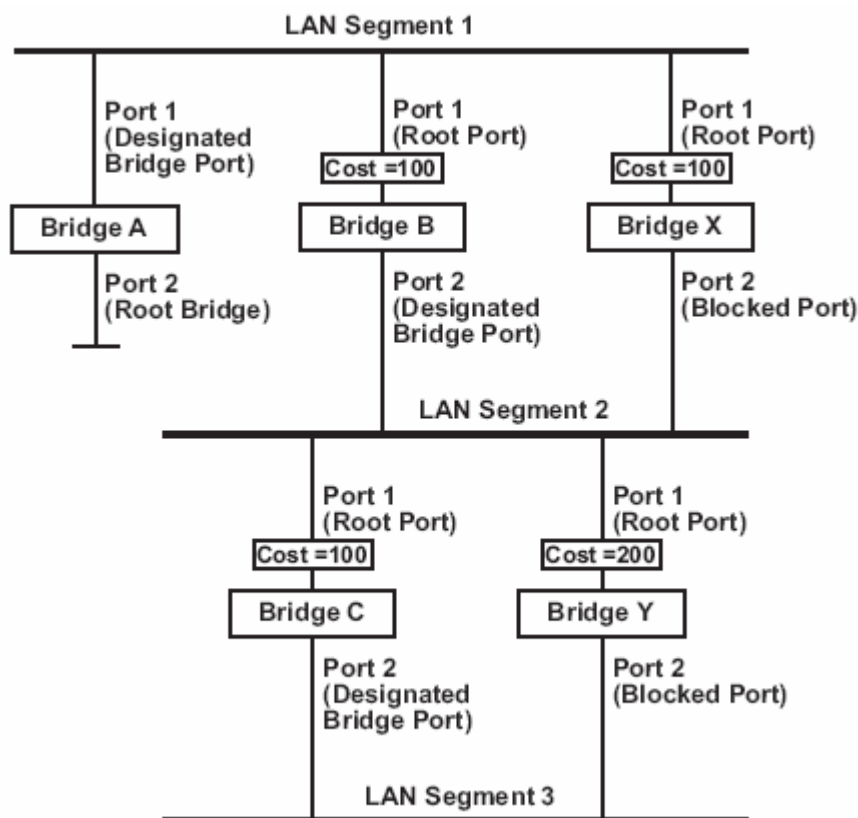 LAN Segment 1
Port 1
(Designated
Bridge Port)
Port 1
(Root Port)
Cost =100
Port 1
(Root Port)
Cost =100
Bridge A
Bridge B
Bridge X
Port 2
(Root Bridge)
Port 2
(Designated
Bridge Port)
Port 2
(Blocked Port)
LAN Segment 2
Port 1
(Root Port)
Cost =100
Port 1
(Root Port)
Cost =200
Bridge C
Bridge Y
Port 2
(Designated
Bridge Port)
Port 2
(Blocked Port)
LAN Segment 3